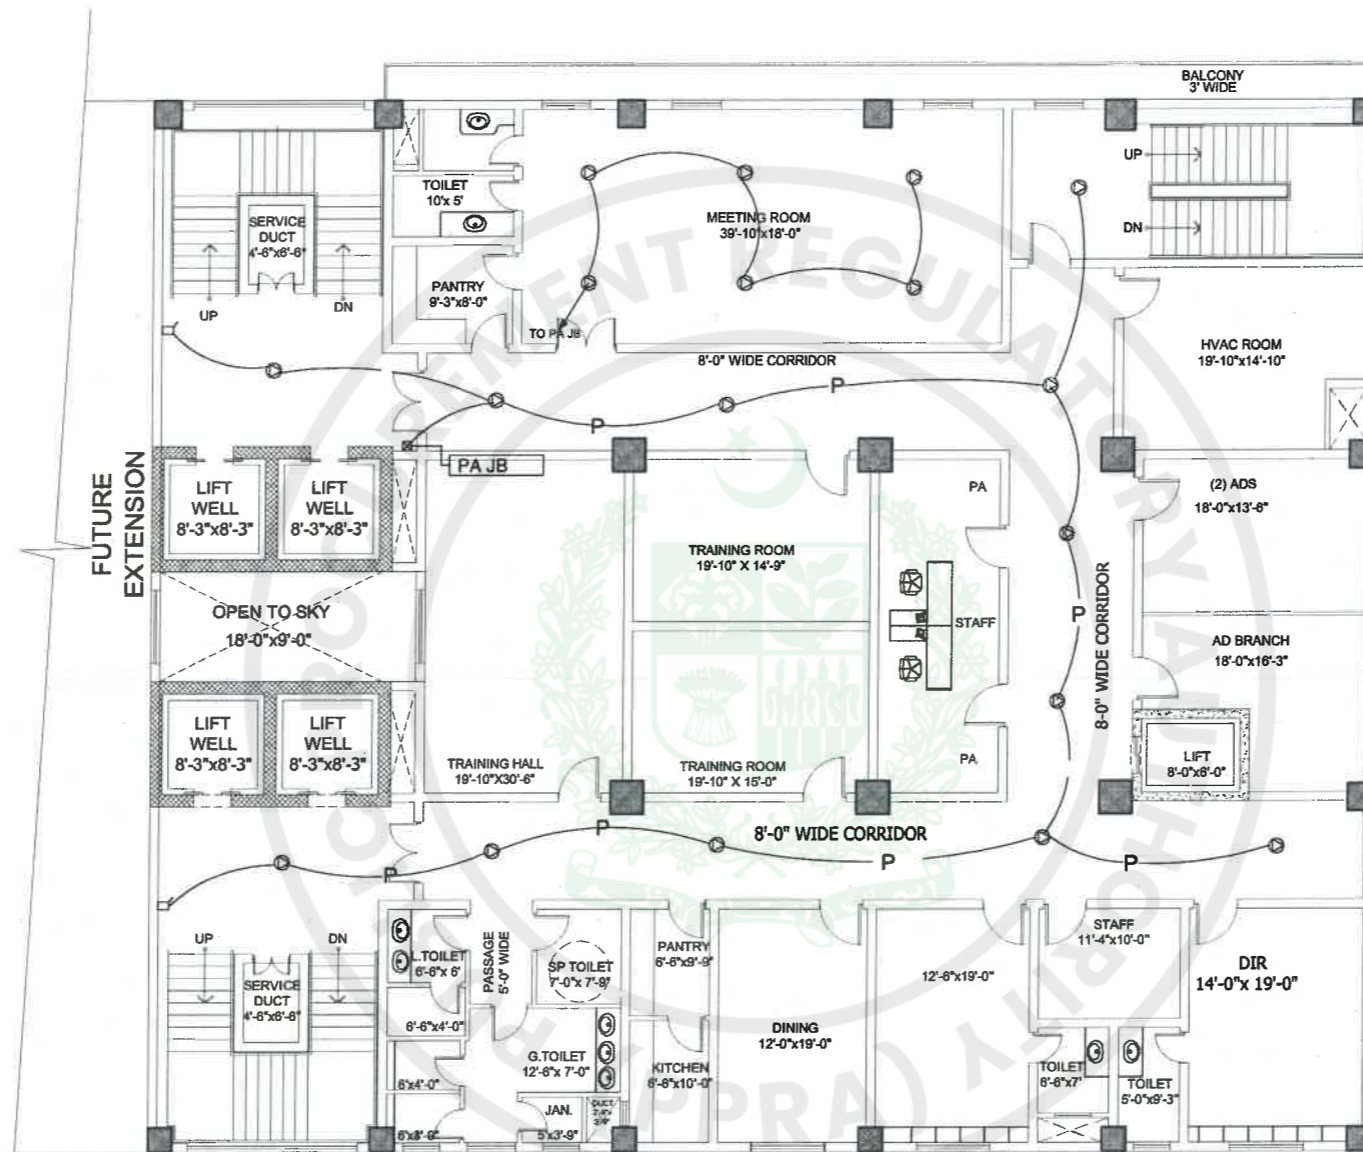 BALCONY
3' WIDE
UP
DN
SERVICE
DUCT
4'-6"x6'-6"
UP
DN
TOILET
10'x 5'
PANTRY
9'-3"x8'-0"
MEETING ROOM
39'-10"x18'-0"
TO PA JB
8'-0" WIDE CORRIDOR
HVAC ROOM
19'-10"x14'-10"
P
P
PA JB
FUTURE
EXTENSION
LIFT
WELL
8'-3"x8'-3"
LIFT
WELL
8'-3"x8'-3"
PA
(2) ADS
18'-0"x13'-6"
TRAINING ROOM
19'-10" X 14'-9"
OPEN TO SKY
18'-0"x9'-0"
STAFF
P
8-0" WIDE CORRIDOR
AD BRANCH
18'-0"x16'-3"
LIFT
WELL
8'-3"x8'-3"
LIFT
WELL
8'-3"x8'-3"
TRAINING HALL
19'-10"X30'-6"
TRAINING ROOM
19'-10" X 15'-0"
PA
LIFT
8'-0"x6'-0"
P
8'-0" WIDE CORRIDOR
P
P
P
UP
DN
SERVICE
DUCT
4'-6"x6'-6"
L.TOILET
6'-6"x 6'
PASSAGE
5'-0" WIDE
SP TOILET
7'-0"x 7'-9"
PANTRY
6'-6"x9'-9"
12'-6"x19'-0"
STAFF
11'-4"x10'-0"
DIR
14'-0"x 19'-0"
6'-6"x4'-0"
G.TOILET
12'-6"x 7'-0"
DINING
12'-0"x19'-0"
KITCHEN
6'-6"x10'-0"
TOILET
6'-6"x7'
TOILET
5'-0"x9'-3"
6'x4'-0"
JAN.
5'x3'-9"
DUCT
PUBLIC PROCUREMENT REGULATORY AUTHORITY (PPRA)